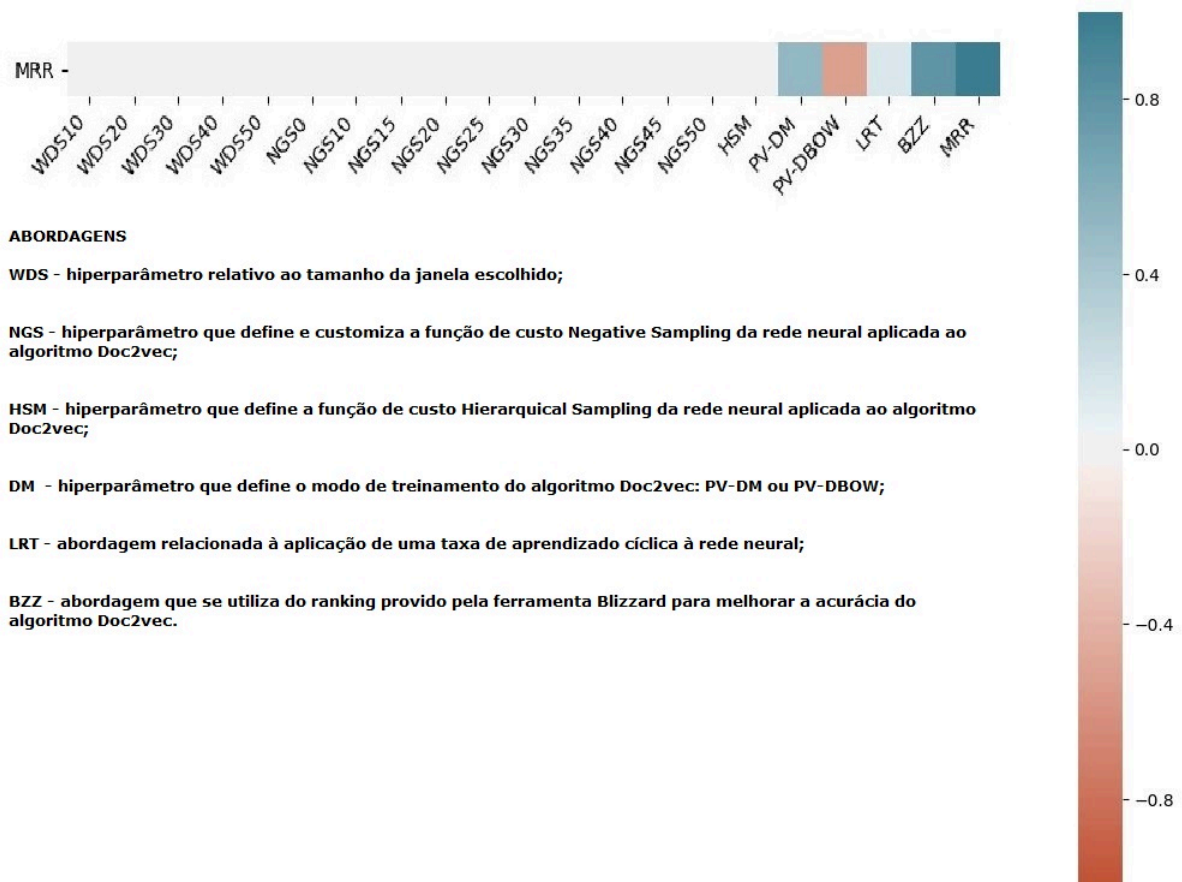 MRR
WDS10
WDS20
WDS30
WDS40
WDS50
NGS0
NGS10
NGS15
NGS20
NGS25
NGS30
NGS35
NGS40
NGS45
NGS50
HSM
PV-DM
PV-DBOW
LRT
BZZ
MRR
0.8
0.4
0.0
−0.4
−0.8
ABORDAGENS
WDS - hiperparâmetro relativo ao tamanho da janela escolhido;
NGS - hiperparâmetro que define e customiza a função de custo Negative Sampling da rede neural aplicada ao
algoritmo Doc2vec;
HSM - hiperparâmetro que define a função de custo Hierarquical Sampling da rede neural aplicada ao algoritmo
Doc2vec;
DM  - hiperparâmetro que define o modo de treinamento do algoritmo Doc2vec: PV-DM ou PV-DBOW;
LRT - abordagem relacionada à aplicação de uma taxa de aprendizado cíclica à rede neural;
BZZ - abordagem que se utiliza do ranking provido pela ferramenta Blizzard para melhorar a acurácia do
algoritmo Doc2vec.